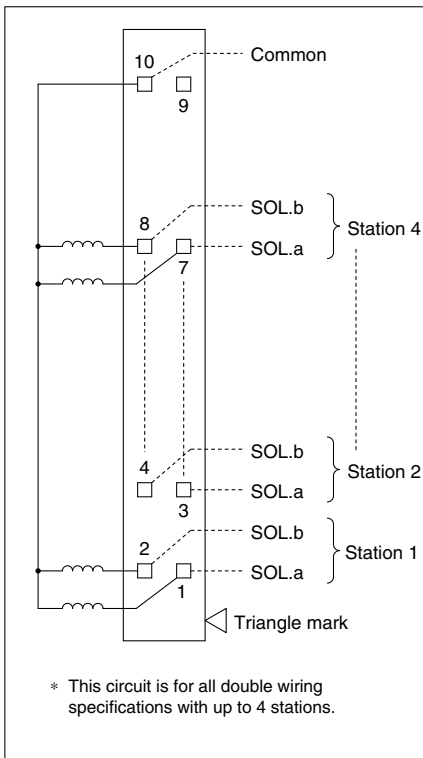 10 Common
9
8 SOL.b
SOL.a Station 4
7
4 SOL.b
SOL.a Station 2
3
2 SOL.b
SOL.a Station 1
1
Triangle mark
* This circuit is for all double wiring
specifications with up to 4 stations.